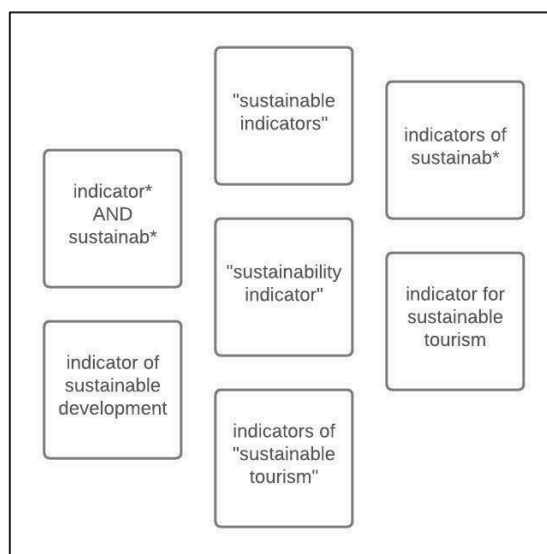 "sustainable
indicators"
indicators of
sustainab*
indicator*
AND
sustainab*
"sustainability
indicator"
indicator for
sustainable
tourism
indicator of
sustainable
development
indicators of
"sustainable
tourism"